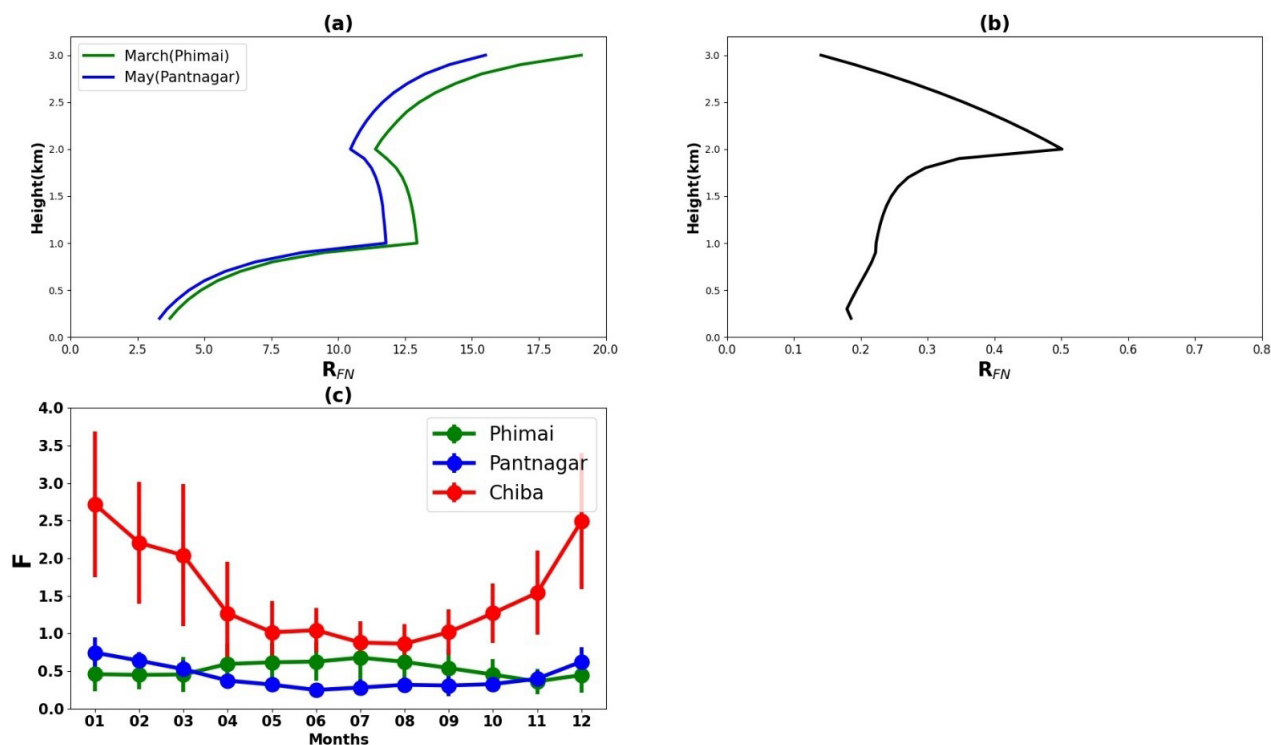 (a)
March(Phimai)
May(Pantnagar)
Height(km)
3.0
2.5
2.0
1.5
1.0
0.5
0.0
0.0 2.5 5.0 7.5 10.0 12.5 15.0 17.5 20.0
R_FN
(b)
Height(km)
3.0
2.5
2.0
1.5
1.0
0.5
0.0
0.0 0.1 0.2 0.3 0.4 0.5 0.6 0.7 0.8
R_FN
(c)
Phimai
Pantnagar
Chiba
F
4.0
3.5
3.0
2.5
2.0
1.5
1.0
0.5
0.0
01 02 03 04 05 06 07 08 09 10 11 12
Months